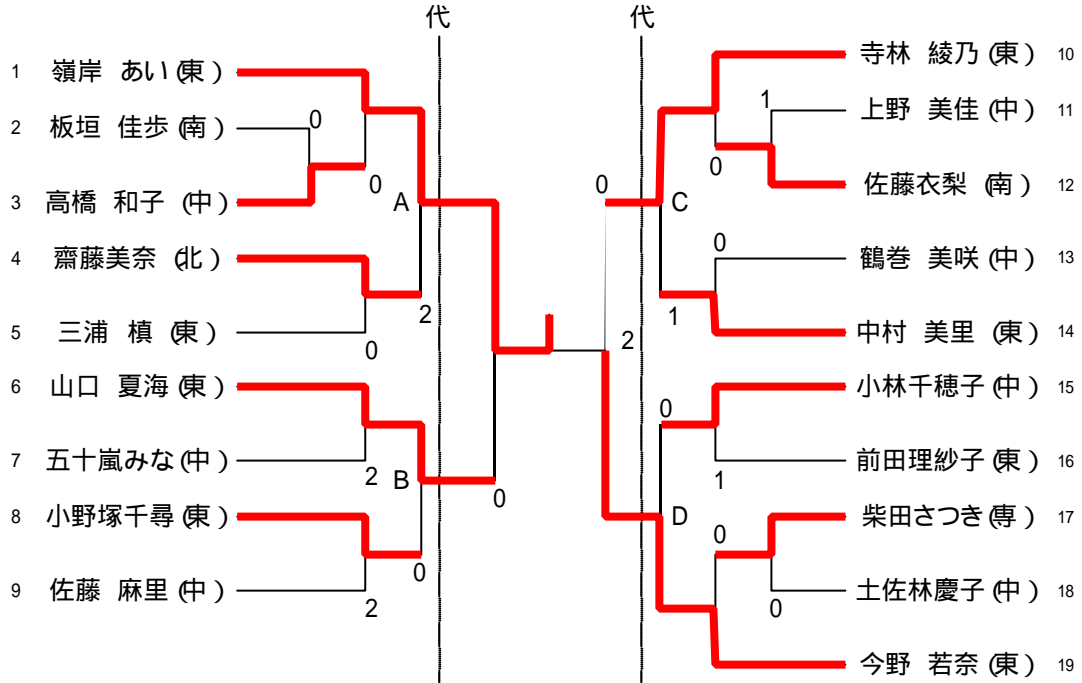 代 代
1 嶺岸 あい (東)
2 板垣 佳歩 (南)
3 高橋 和子 (中)
4 齋藤美奈 (北)
5 三浦 槙 (東)
6 山口 夏海 (東)
7 五十嵐みな (中)
8 小野塚千尋 (東)
9 佐藤 麻里 (中)
0
0
A
2
0
2
B
0
2
0
0
2
C
1
0
0
1
0
1
D
0
0
寺林 綾乃 (東) 10
上野 美佳 (中) 11
佐藤衣梨 (南) 12
鶴巻 美咲 (中) 13
中村 美里 (東) 14
小林千穂子 (中) 15
前田理紗子 (東) 16
柴田さつき (専) 17
土佐林慶子 (中) 18
今野 若奈 (東) 19